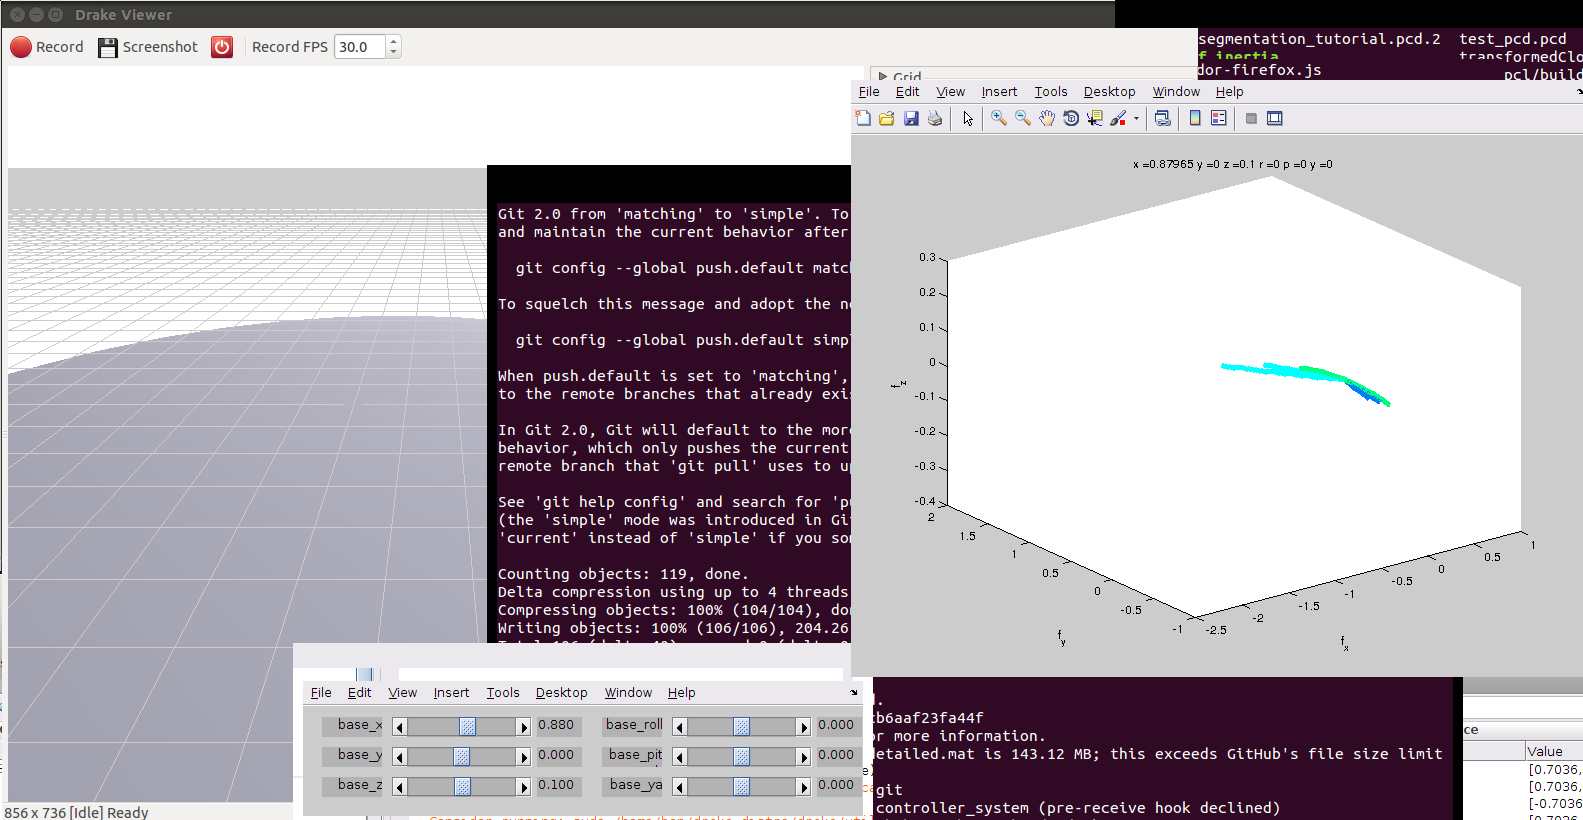 Drake Viewer
Record
Screenshot
Record FPS
30.0
Grid
segmentation_tutorial.pcd.2 test_pcd.pcd
f_inertia
dor-firefox.js
pcl/build
File Edit View Insert Tools Desktop Window Help
x =0.87965 y =0 z =0.1 r =0 p =0 y =0
0.3
0.2
0.1
0
-0.1
-0.2
-0.3
-0.4
f_z
2
1.5
1
0.5
0
-0.5
-1
f_y
-2.5
-2
-1.5
-1
-0.5
0
0.5
1
f_x
Git 2.0 from 'matching' to 'simple'. To
and maintain the current behavior after
git config --global push.default matc
To squelch this message and adopt the n
git config --global push.default simp
When push.default is set to 'matching',
to the remote branches that already exi
In Git 2.0, Git will default to the mor
behavior, which only pushes the current
remote branch that 'git pull' uses to u
See 'git help config' and search for 'p
(the 'simple' mode was introduced in Gi
'current' instead of 'simple' if you so
Counting objects: 119, done.
Delta compression using up to 4 threads
Compressing objects: 100% (104/104), do
Writing objects: 100% (106/106), 204.26
File Edit View Insert Tools Desktop Window Help
base_x 0.880 base_roll 0.000
base_y 0.000 base_pit 0.000
base_z 0.100 base_ya 0.000
b6aaf23fa44f
or more information.
detailed.mat is 143.12 MB; this exceeds GitHub's file size limit
git
controller_system (pre-receive hook declined)
ce
Value
[0.7036,
[0.7036,
[-0.7036
856 x 736 [Idle] Ready